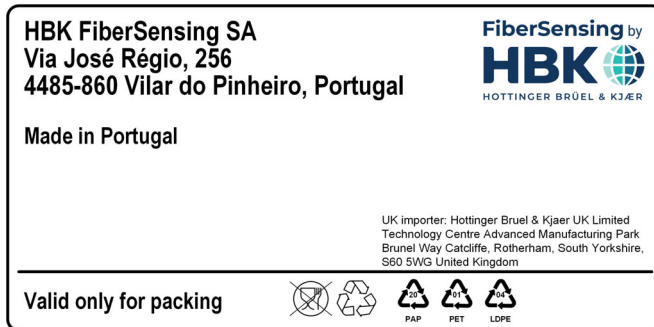 HBK FiberSensing SA
Via José Régio, 256
4485-860 Vilar do Pinheiro, Portugal
Made in Portugal
FiberSensing by
HBK
HOTTINGER BRÜEL & KJÆR
UK importer: Hottinger Bruel & Kjaer UK Limited
Technology Centre Advanced Manufacturing Park
Brunel Way Catcliffe, Rotherham, South Yorkshire,
S60 5WG United Kingdom
Valid only for packing
20 01 04
PAP PET LDPE